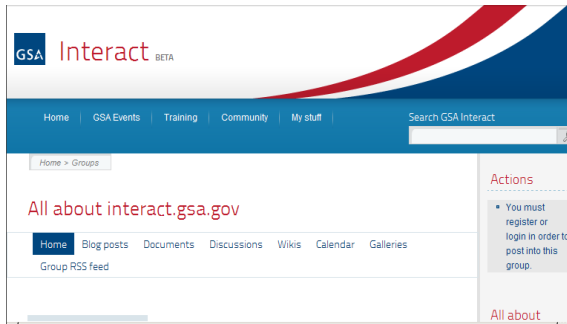 GSA Interact BETA
Home GSA Events Training Community My stuff
Search GSA Interact
Home > Groups
All about interact.gsa.gov
Home Blog posts Documents Discussions Wikis Calendar Galleries
Group RSS feed
Actions
You must
register or
login in order to
post into this
group.
All about